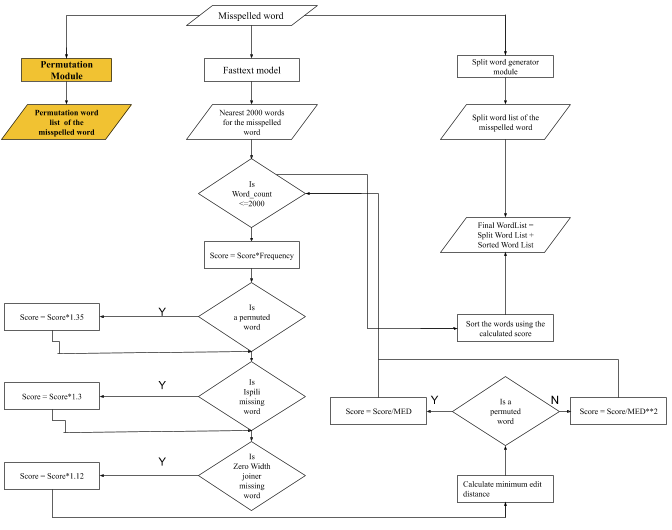 Misspelled word
Permutation
Module
Fasttext model
Split word generator
module
Permutation word
list of the
misspelled word
Nearest 2000 words
for the misspelled
word
Split word list of the
misspelled word
Is
Word_count
<=2000
Final WordList =
Split Word List +
Sorted Word List
Score = Score*Frequency
Is
a permuted
word
Y
Score = Score*1.35
Sort the words using the
calculated score
Is
Ispili
missing
word
Y
Score = Score*1.3
Score = Score/MED
Y
Is a
permuted
word
N
Score = Score/MED**2
Is
Zero Width
joiner
missing
word
Y
Score = Score*1.12
Calculate minimum edit
distance